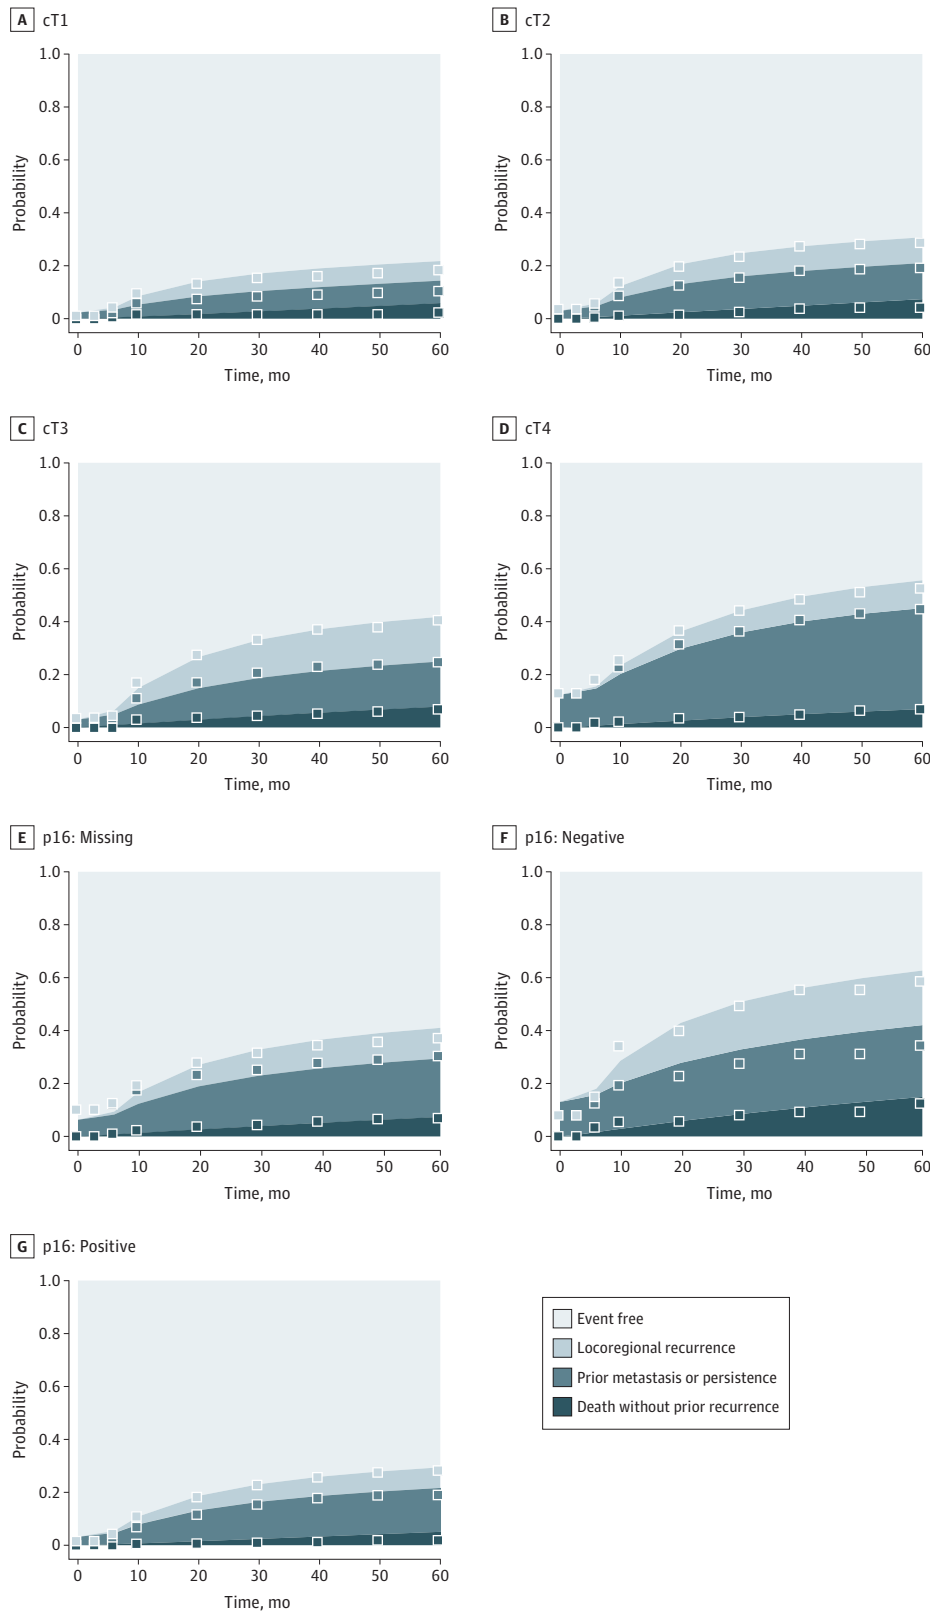 A cT1
1.0
0.8
0.6
0.4
0.2
0
Probability
0 10 20 30 40 50 60
Time, mo
B cT2
1.0
0.8
0.6
0.4
0.2
0
Probability
0 10 20 30 40 50 60
Time, mo
C cT3
1.0
0.8
0.6
0.4
0.2
0
Probability
0 10 20 30 40 50 60
Time, mo
D cT4
1.0
0.8
0.6
0.4
0.2
0
Probability
0 10 20 30 40 50 60
Time, mo
E p16: Missing
1.0
0.8
0.6
0.4
0.2
0
Probability
0 10 20 30 40 50 60
Time, mo
F p16: Negative
1.0
0.8
0.6
0.4
0.2
0
Probability
0 10 20 30 40 50 60
Time, mo
G p16: Positive
1.0
0.8
0.6
0.4
0.2
0
Probability
0 10 20 30 40 50 60
Time, mo
Event free
Locoregional recurrence
Prior metastasis or persistence
Death without prior recurrence